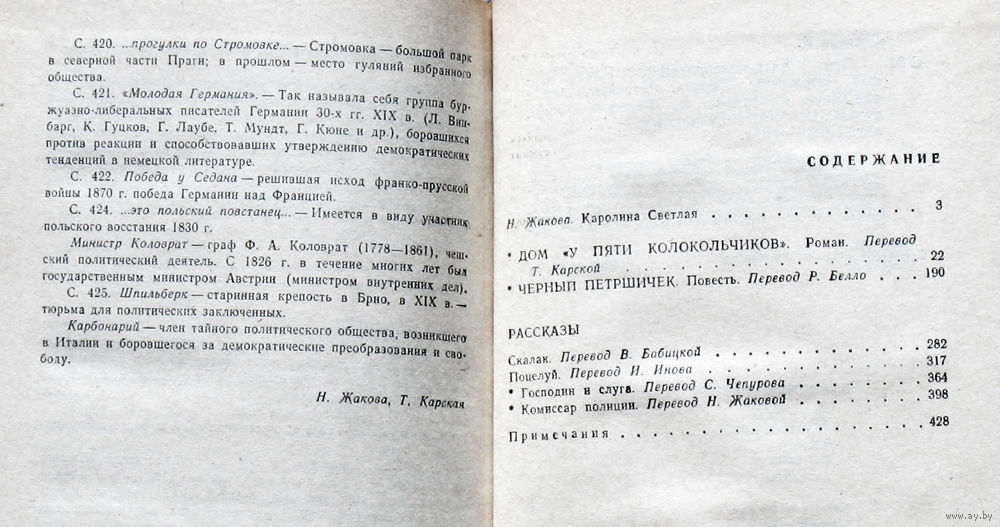 С. 420. ...прогулки по Стромовке... — Стромовка — большой парк
в северной части Праги; в прошлом — место гуляний избранного
общества.
С. 421. «Молодая Германия». — Так называла себя группа бур-
жуазно-либеральных писателей Германии 30-х гг. XIX в. (Л. Вин-
барг, К. Гуцков, Г. Лаубе, Т. Мундт, Г. Кюне и др.), боровшихся
против реакции и способствовавших утверждению демократических
тенденций в немецкой литературе.
С. 422. Победа у Седана — решившая исход франко-прусской
войны 1870 г. победа Германии над Францией.
С. 424. ...это польский повстанец... — Имеется в виду участник
польского восстания 1830 г.
Министр Коловрат — граф Ф. А. Коловрат (1778—1861), чеш-
ский политический деятель. С 1826 г. в течение многих лет был
государственным министром Австрии (министром внутренних дел).
С. 425. Шпильберк — старинная крепость в Брно, в XIX в. —
тюрьма для политических заключенных.
Карбонарий — член тайного политического общества, возникшего
в Италии и боровшегося за демократические преобразования и сво-
боду.
Н. Жакова, Т. Карская
СОДЕРЖАНИЕ
Н. Жакова. Каролина Светлая . . . . . . . . . . . 3
* ДОМ «У ПЯТИ КОЛОКОЛЬЧИКОВ». Роман. Перевод
Т. Карской . . . . . . . . . . . . . . . . 22
* ЧЕРНЫЙ ПЕТРШИЧЕК. Повесть. Перевод Р. Белло . . . 190
РАССКАЗЫ
Скалак. Перевод В. Бабицкой . . . . . . . . . . . 282
Поцелуй. Перевод И. Инова . . . . . . . . . . . . 317
* Господин и слуга. Перевод С. Чепурова . . . . . . . 364
* Комиссар полиции. Перевод Н. Жаковой . . . . . . . 398
Примечания . . . . . . . . . . . . . . . . 428
www.ay.by